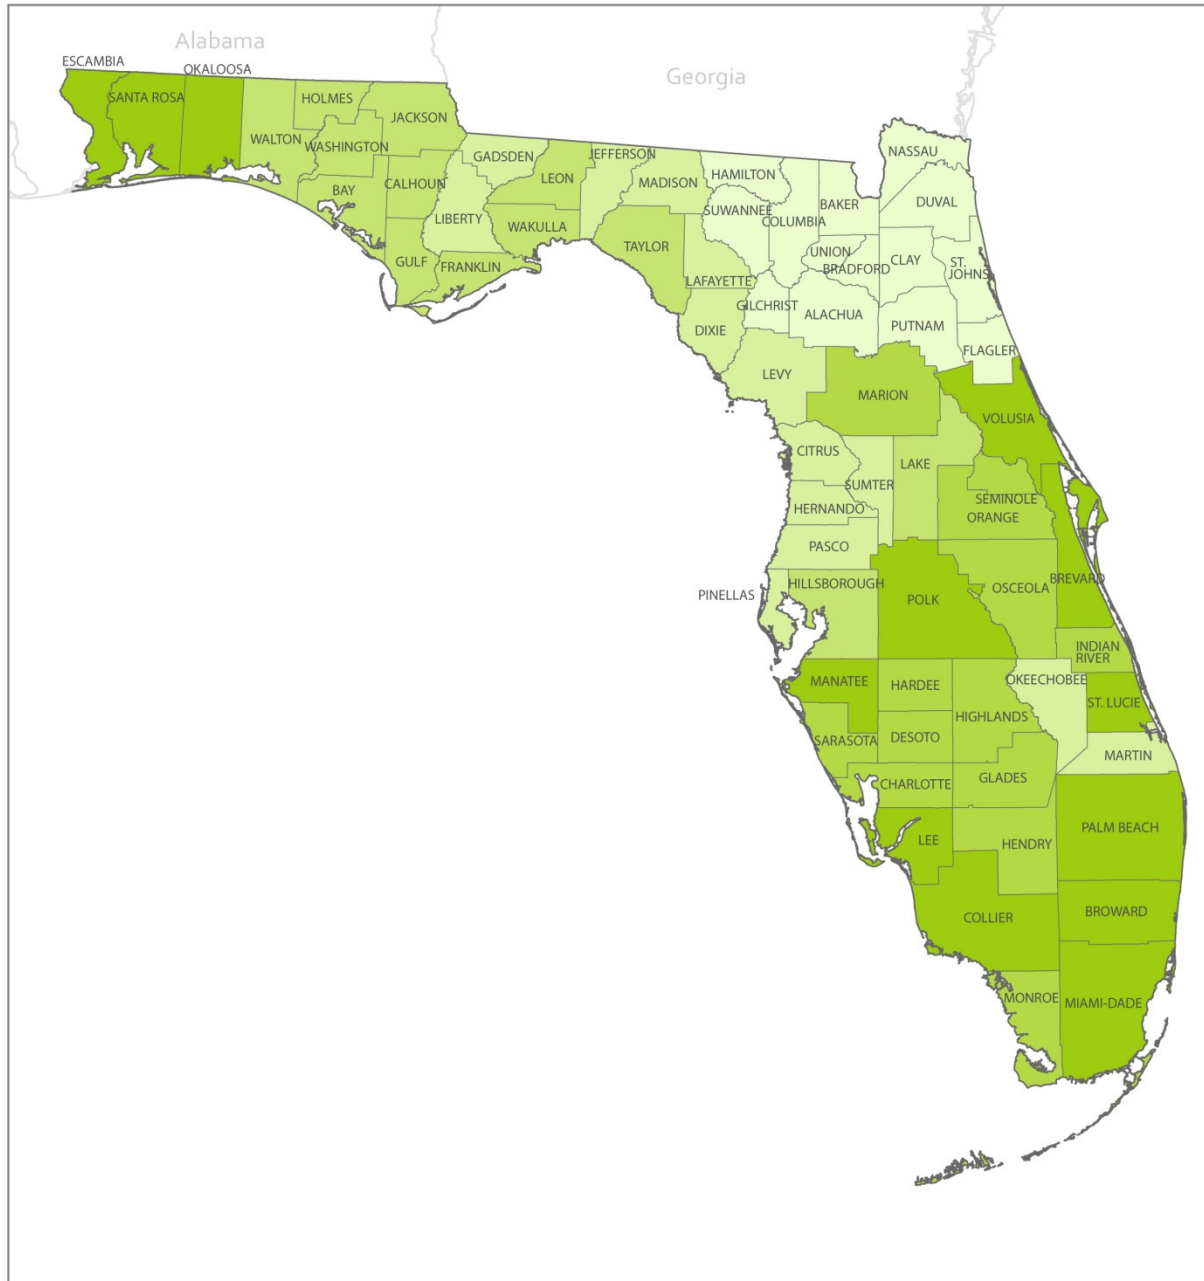 Alabama
Georgia
ESCAMBIA
OKALOOSA
SANTA ROSA
HOLMES
JACKSON
WALTON
WASHINGTON
GADSDEN
JEFFERSON
LEON
MADISON
HAMILTON
NASSAU
BAY
CALHOUN
LIBERTY
WAKULLA
TAYLOR
SUWANNEE
COLUMBIA
BAKER
DUVAL
GULF
FRANKLIN
LAFAYETTE
UNION
BRADFORD
CLAY
ST.
JOHNS
DIXIE
GILCHRIST
ALACHUA
PUTNAM
FLAGLER
LEVY
MARION
VOLUSIA
CITRUS
SUMTER
LAKE
SEMINOLE
ORANGE
HERNANDO
PASCO
PINELLAS
HILLSBOROUGH
POLK
OSCEOLA
BREVARD
INDIAN
RIVER
MANATEE
HARDEE
HIGHLANDS
OKEECHOBEE
ST. LUCIE
SARASOTA
DESOTO
MARTIN
CHARLOTTE
GLADES
LEE
HENDRY
PALM BEACH
COLLIER
BROWARD
MONROE
MIAMI-DADE